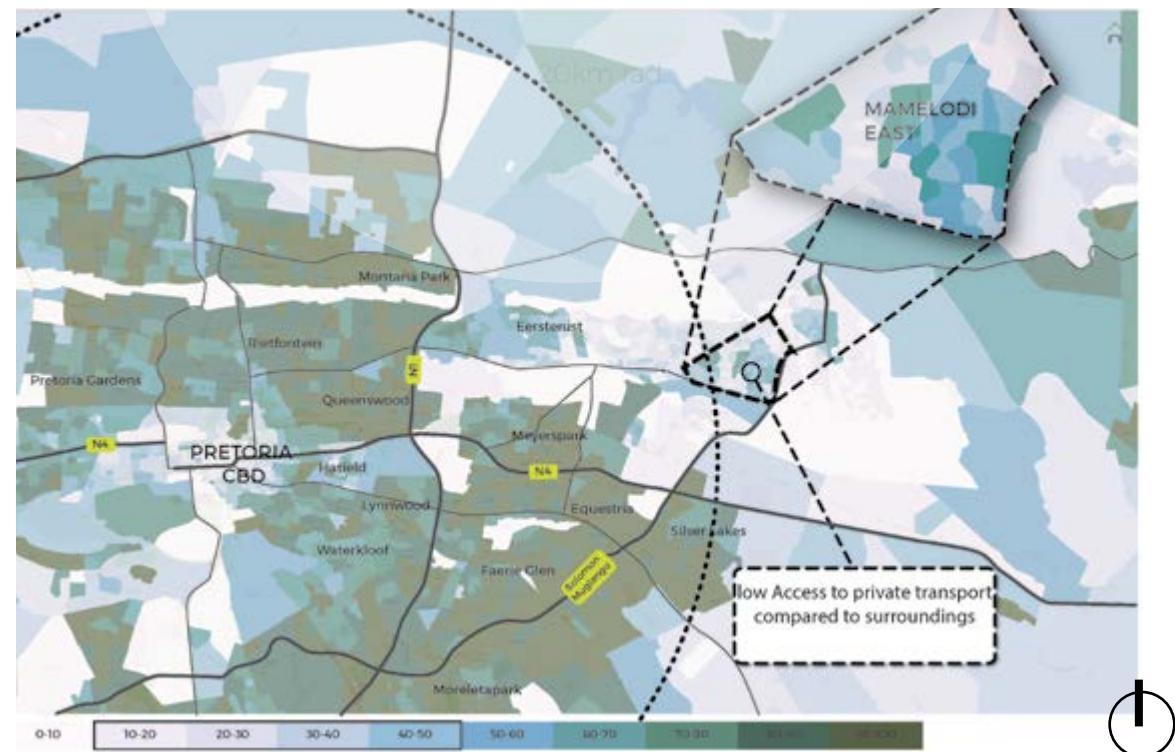 20km rad
MAMELODI
EAST
Montana Park
Eersterust
Rietfontein
Pretoria Gardens
N1
Queenswood
Meyerspark
N4
PRETORIA
CBD
Hatfield
N4
Lynnwood
Equestria
Silver Lakes
Waterkloof
Faerie Glen
Solomon
low Access to private transport
compared to surroundings
Moreletapark
0-10
10-20
20-30
30-40
40-50
50-60
60-70
70-80